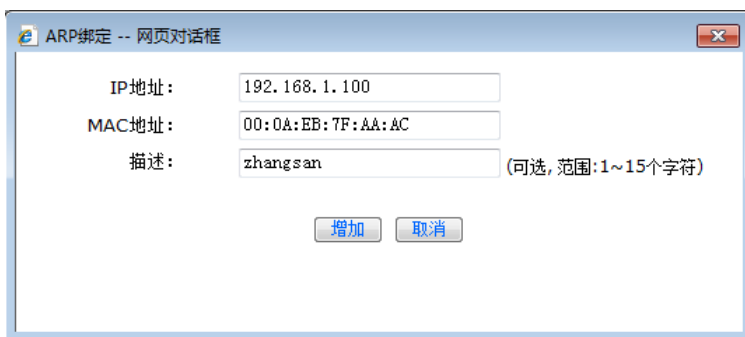 ARP绑定 -- 网页对话框
IP地址: 192.168.1.100
MAC地址: 00:0A:EB:7F:AA:AC
描述: zhangsan (可选,范围:1~15个字符)
增加 取消